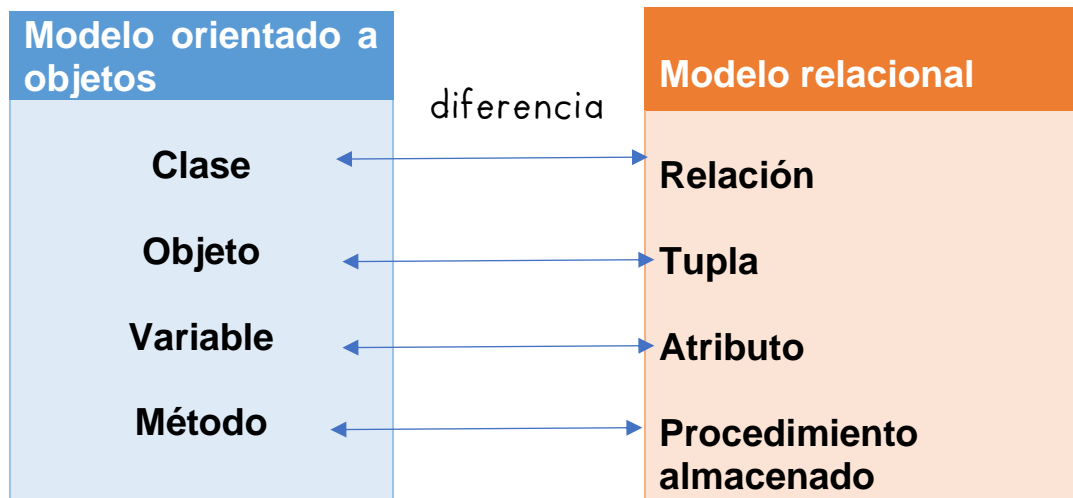 Modelo orientado a
objetos
Modelo relacional
diferencia
Clase
Relación
Objeto
Tupla
Variable
Atributo
Método
Procedimiento
almacenado